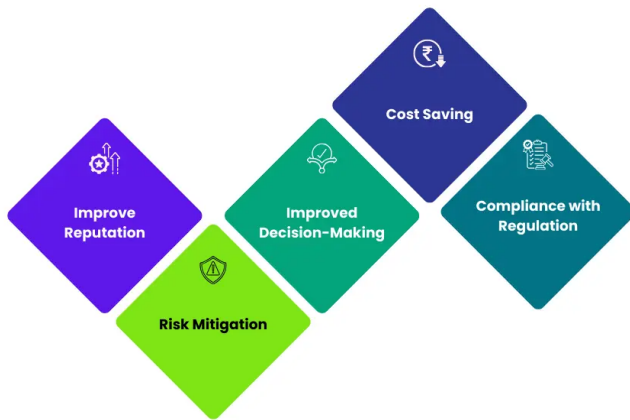 Improve
Reputation
Risk Mitigation
Improved
Decision-Making
₹
Cost Saving
Compliance with
Regulation